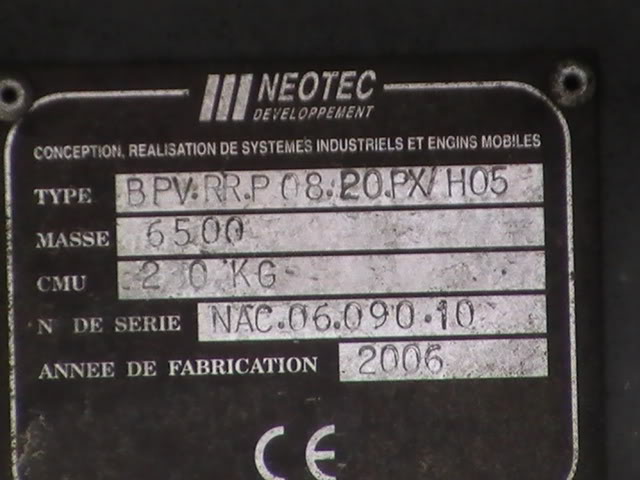 NEOTEC
DEVELOPPEMENT
CONCEPTION, REALISATION DE SYSTEMES INDUSTRIELS ET ENGINS MOBILES
TYPE BPV.RR.P 08.20.PX/H05
MASSE 6500
CMU KG
N DE SERIE NAC.06.090.10
ANNEE DE FABRICATION 2006
CE